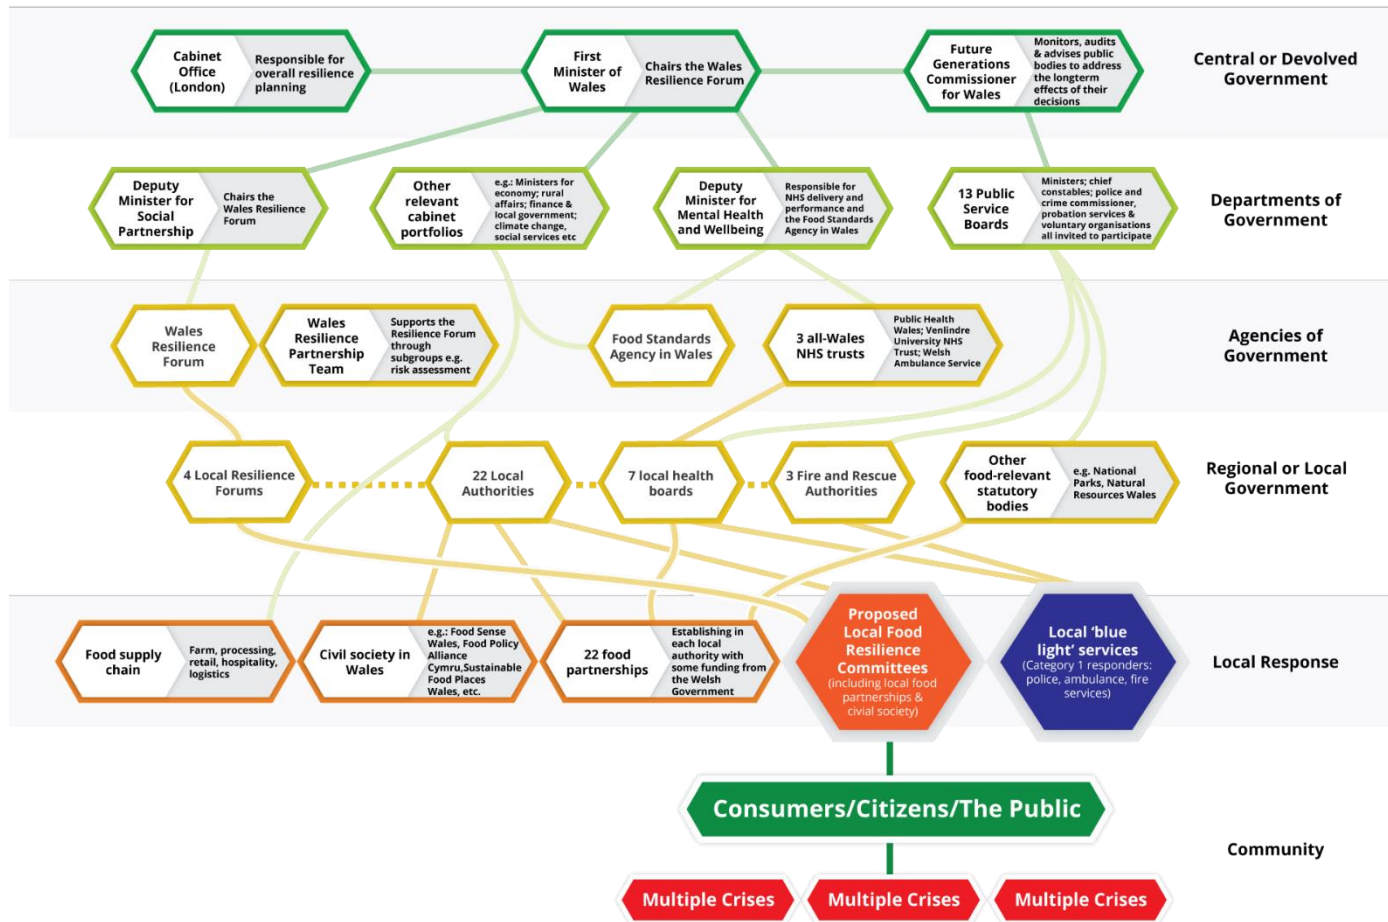 Cabinet
Office
(London)
Responsible for
overall resilience
planning
First
Minister of
Wales
Chairs the Wales
Resilience Forum
Future
Generations
Commissioner
for Wales
Monitors, audits
& advises public
bodies to address
the longterm
effects of their
decisions
Central or Devolved
Government
Deputy
Minister for
Social
Partnership
Chairs the
Wales Resilience
Forum
Other
relevant
cabinet
portfolios
e.g.: Ministers for
economy; rural
affairs; finance &
local government;
climate change,
social services etc
Deputy
Minister for
Mental Health
and Wellbeing
Responsible for
NHS delivery and
performance and
the Food Standards
Agency in Wales
13 Public
Service
Boards
Ministers; chief
constables; police and
crime commissioner,
probation services &
voluntary organisations
all invited to participate
Departments of
Government
Wales
Resilience
Forum
Wales
Resilience
Partnership
Team
Supports the
Resilience Forum
through
subgroups e.g.
risk assessment
Food Standards
Agency in Wales
3 all-Wales
NHS trusts
Public Health
Wales; Venlindre
University NHS
Trust; Welsh
Ambulance Service
Agencies of
Government
4 Local Resilience
Forums
22 Local
Authorities
7 local health
boards
3 Fire and Rescue
Authorities
Other
food-relevant
statutory
bodies
e.g. National
Parks, Natural
Resources Wales
Regional or Local
Government
Food supply
chain
Farm, processing,
retail, hospitality,
logistics
Civil society in
Wales
e.g.: Food Sense
Wales, Food Policy
Alliance
Cymru,Sustainable
Food Places
Wales, etc.
22 food
partnerships
Establishing in
each local
authority with
some funding from
the Welsh
Government
Proposed
Local Food
Resilience
Committees
(including local food
partnerships &
civial society)
Local ‘blue
light’ services
(Category 1 responders:
police, ambulance, fire
services)
Local Response
Consumers/Citizens/The Public
Community
Multiple Crises
Multiple Crises
Multiple Crises